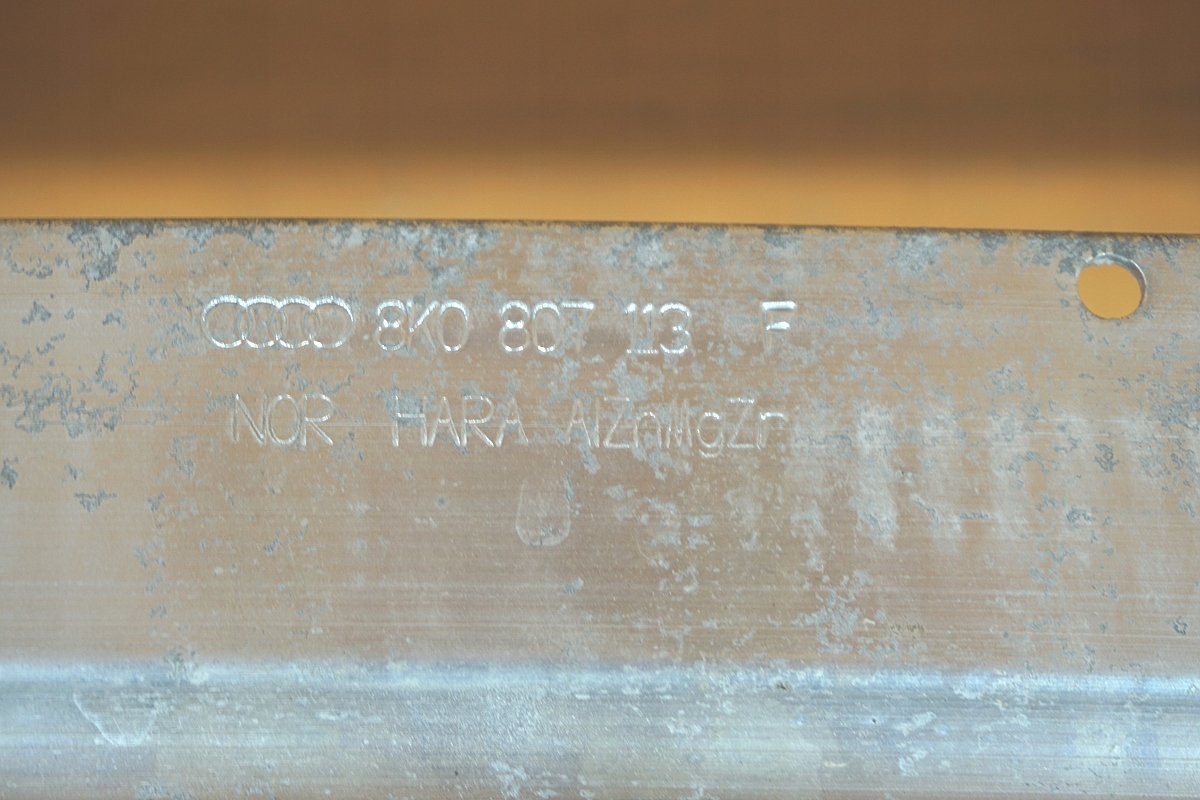 8K0 807 113 F
NOR HARA AlZnMgZr